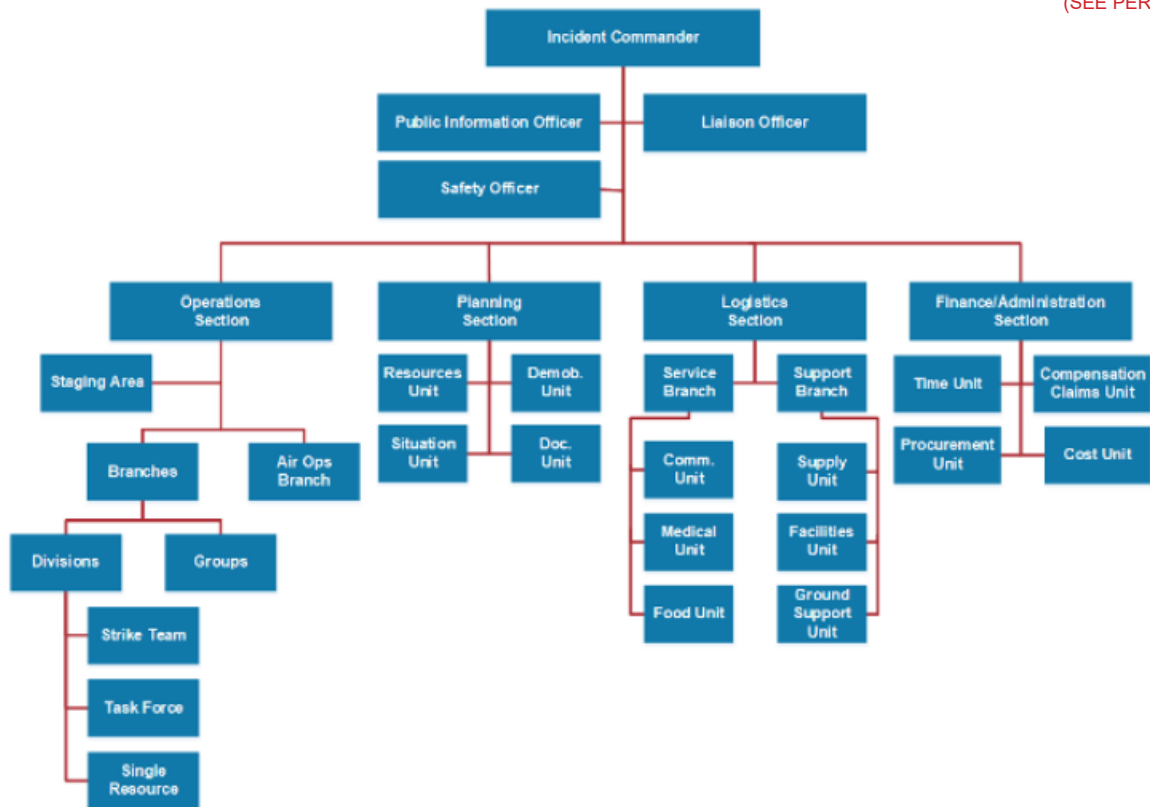 (SEE PER
Incident Commander
Public Information Officer
Liaison Officer
Safety Officer
Operations
Section
Planning
Section
Logistics
Section
Finance/Administration
Section
Staging Area
Resources
Unit
Demob.
Unit
Service
Branch
Support
Branch
Time Unit
Compensation
Claims Unit
Branches
Air Ops
Branch
Situation
Unit
Doc.
Unit
Comm.
Unit
Supply
Unit
Procurement
Unit
Cost Unit
Divisions
Groups
Medical
Unit
Facilities
Unit
Strike Team
Food Unit
Ground
Support
Unit
Task Force
Single
Resource